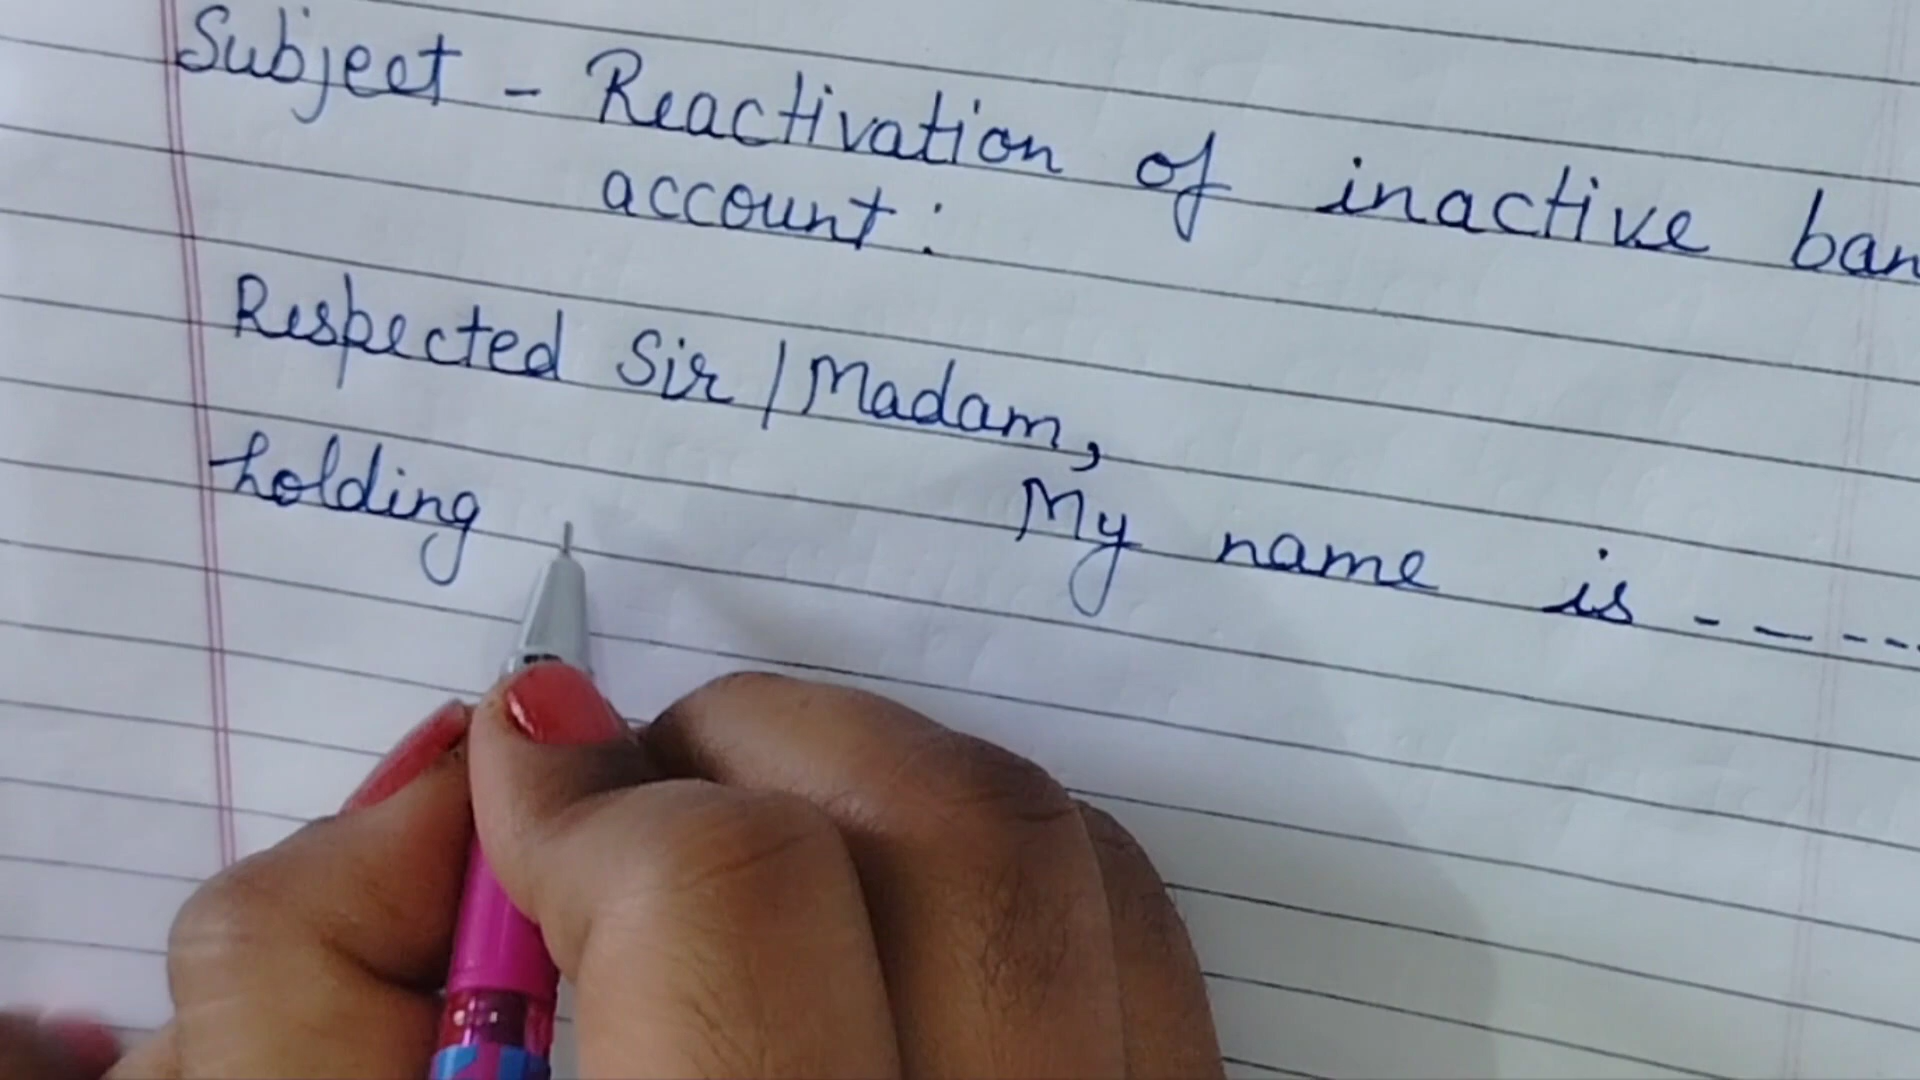 Subject - Reactivation of inactive ban
account :
Respected Sir / Madam,
My name is -----
holding